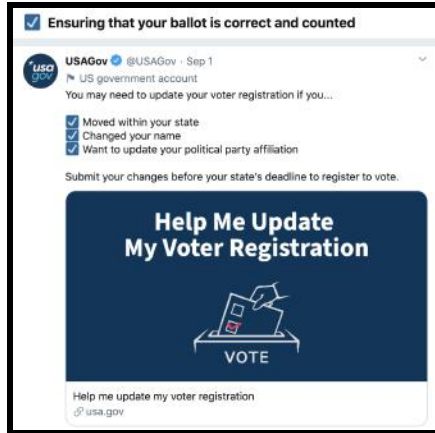 Ensuring that your ballot is correct and counted
usa
gov
USAGov @USAGov · Sep 1
US government account
You may need to update your voter registration if you...
Moved within your state
Changed your name
Want to update your political party affiliation
Submit your changes before your state's deadline to register to vote.
Help Me Update
My Voter Registration
VOTE
Help me update my voter registration
usa.gov